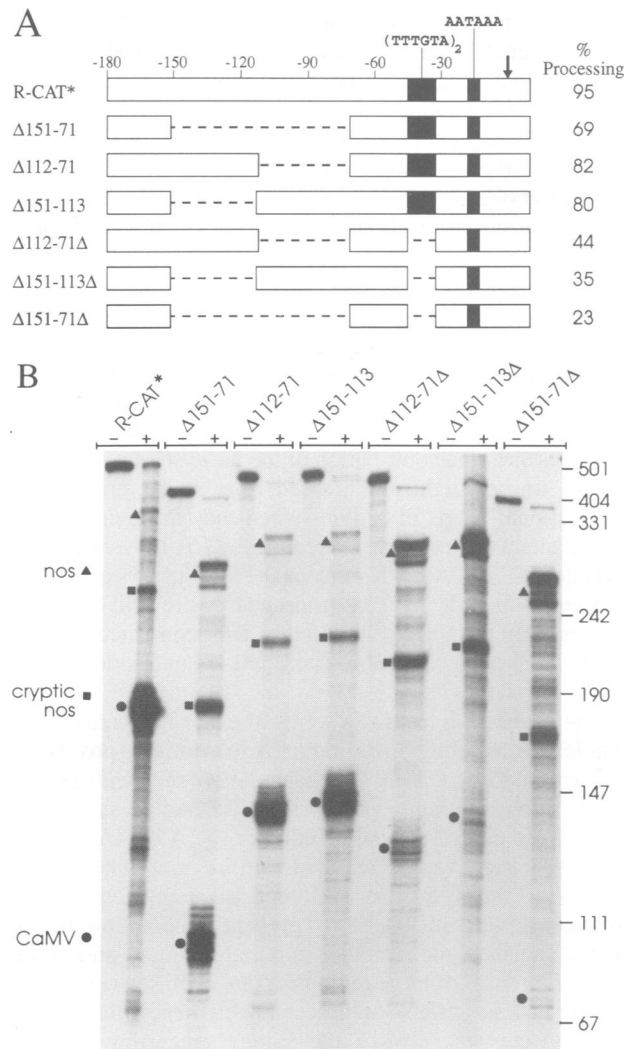 A
AATAAA
(TTTGTA)2
%
Processing
-180 -150 -120 -90 -60 -30
R-CAT* 95
Δ151-71 69
Δ112-71 82
Δ151-113 80
Δ112-71Δ 44
Δ151-113Δ 35
Δ151-71Δ 23
B
R-CAT* Δ151-71 Δ112-71 Δ151-113 Δ112-71Δ Δ151-113Δ Δ151-71Δ
- + - + - + - + - + - + - +
501
404
331
nos ▲
242
cryptic ■
nos
190
147
111
CaMV ●
67